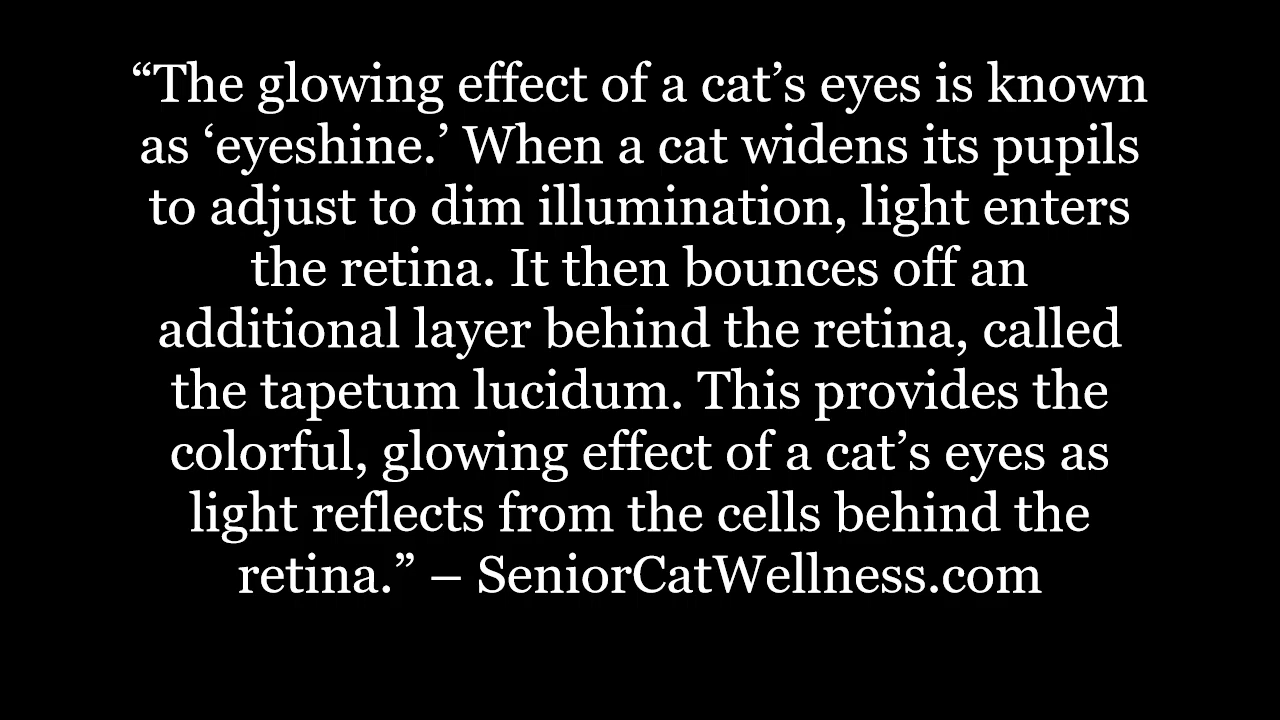 “The glowing effect of a cat’s eyes is known
as ‘eyeshine.’ When a cat widens its pupils
to adjust to dim illumination, light enters
the retina. It then bounces off an
additional layer behind the retina, called
the tapetum lucidum. This provides the
colorful, glowing effect of a cat’s eyes as
light reflects from the cells behind the
retina.” – SeniorCatWellness.com